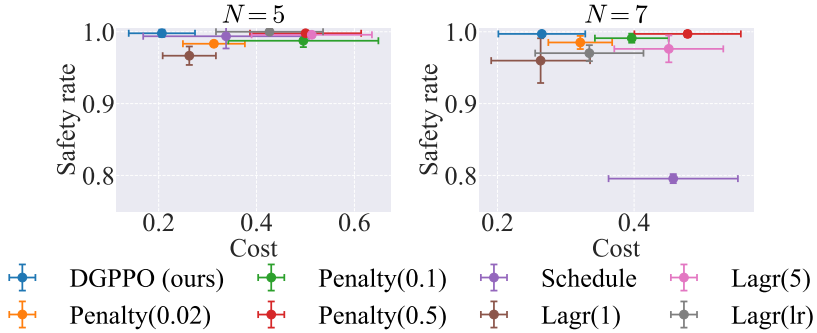 N = 5
N = 7
Safety rate
1.0
0.9
0.8
0.2
0.4
0.6
Cost
Safety rate
1.0
0.9
0.8
0.2
0.4
Cost
DGPPO (ours)
Penalty(0.1)
Schedule
Lagr(5)
Penalty(0.02)
Penalty(0.5)
Lagr(1)
Lagr(lr)